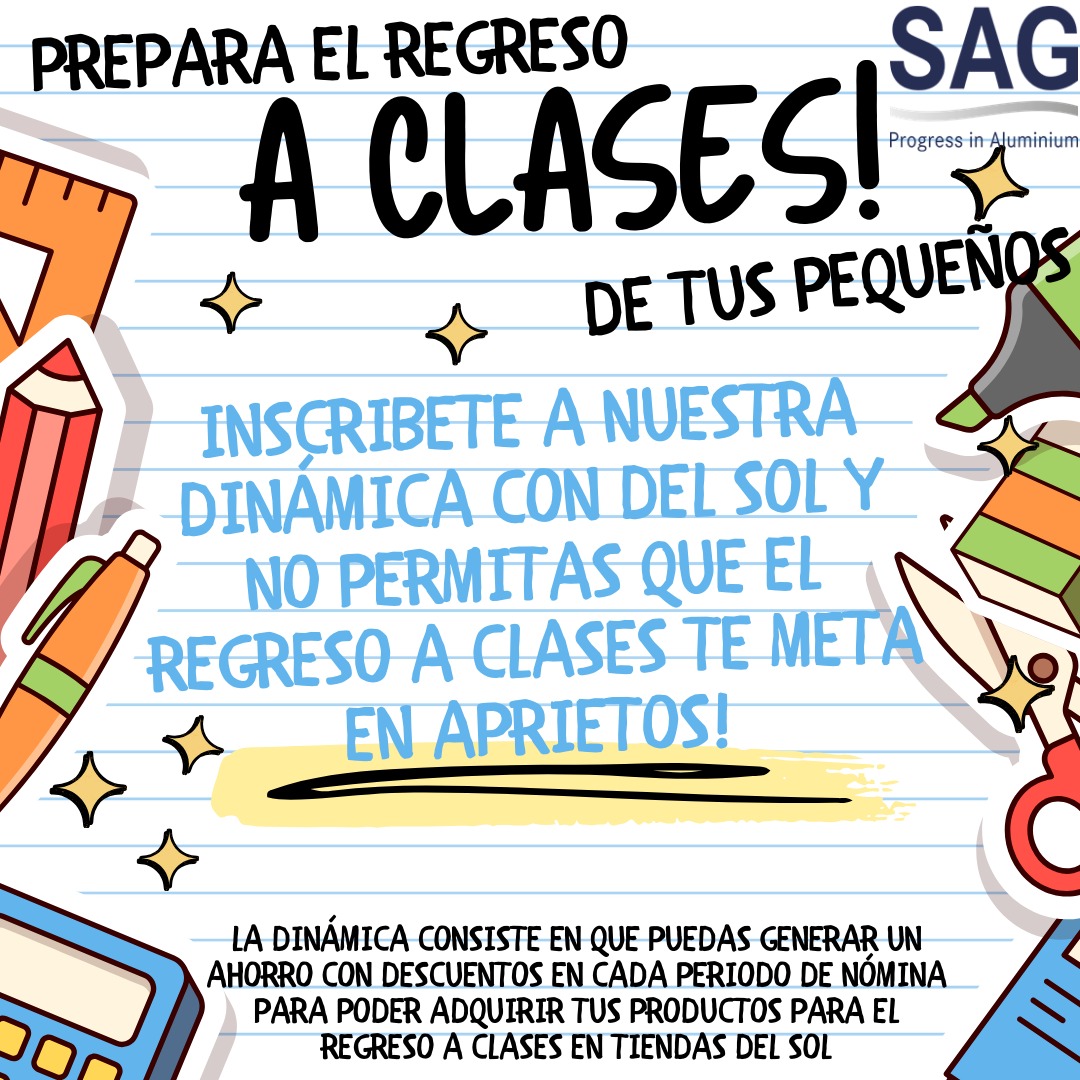 PREPARA EL REGRESO
A CLASES!
DE TUS PEQUEÑOS
SAG
Progress in Aluminium
INSCRIBETE A NUESTRA
DINÁMICA CON DEL SOL Y
NO PERMITAS QUE EL
REGRESO A CLASES TE META
EN APRIETOS!
LA DINÁMICA CONSISTE EN QUE PUEDAS GENERAR UN
AHORRO CON DESCUENTOS EN CADA PERIODO DE NÓMINA
PARA PODER ADQUIRIR TUS PRODUCTOS PARA EL
REGRESO A CLASES EN TIENDAS DEL SOL